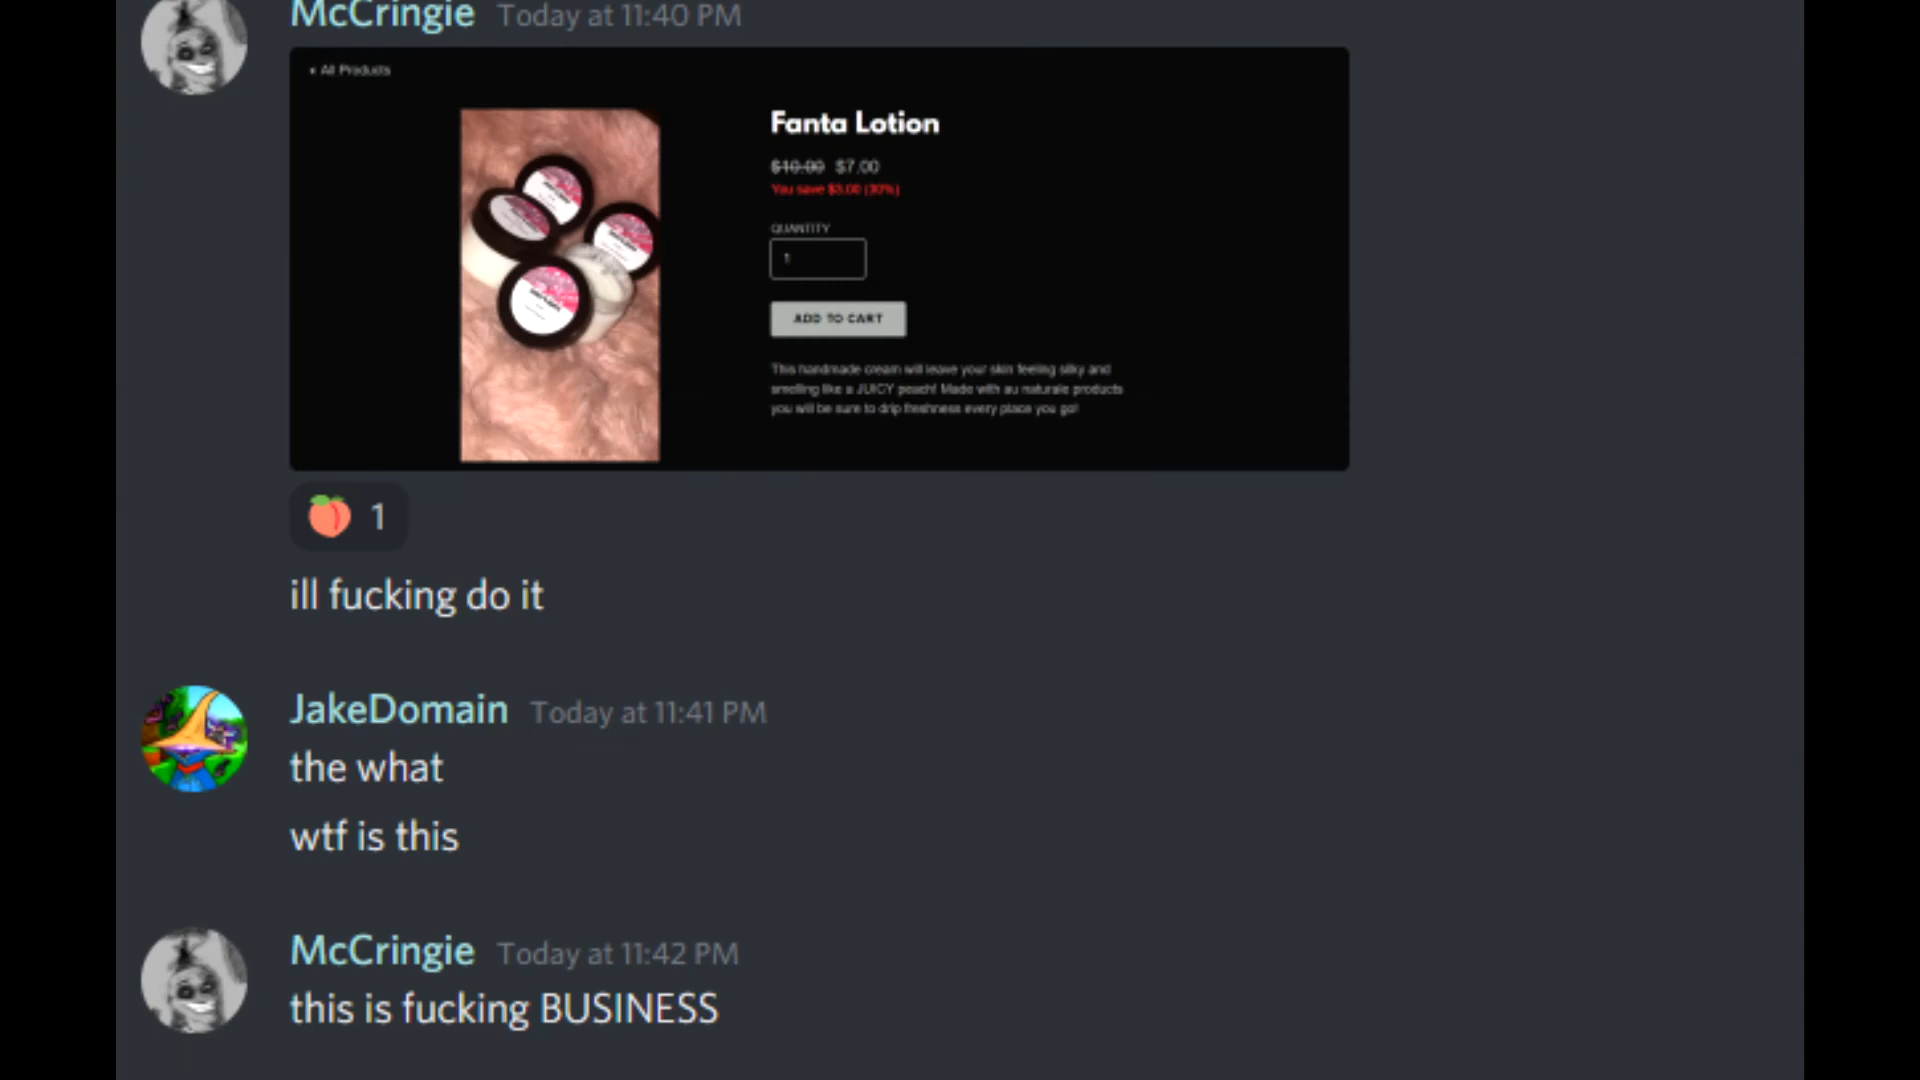 McCringie Today at 11:40 PM
‹ All Products
Fanta Lotion
$10.00 $7.00
You save $3.00 (30%)
QUANTITY
1
ADD TO CART
This handmade cream will leave your skin feeling silky and
smelling like a JUICY peach! Made with au naturale products
you will be sure to drip freshness every place you go!
1
ill fucking do it
JakeDomain Today at 11:41 PM
the what
wtf is this
McCringie Today at 11:42 PM
this is fucking BUSINESS